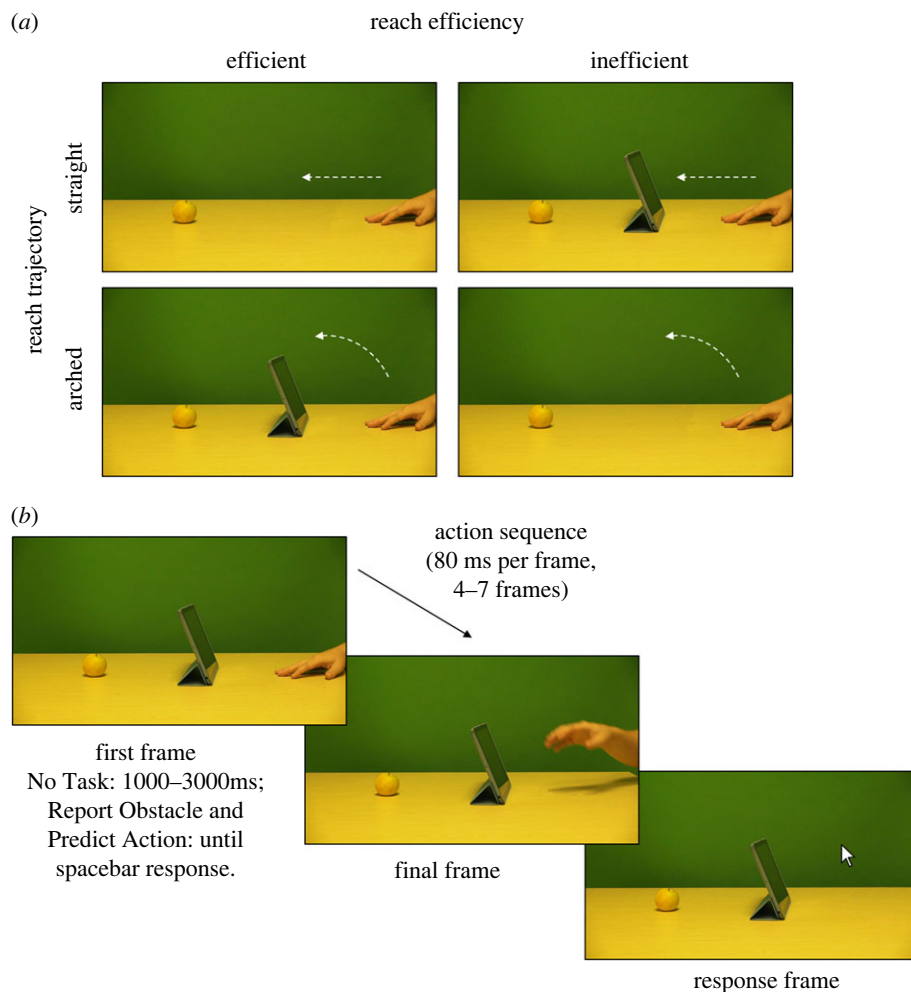 (a)
reach efficiency
efficient
inefficient
reach trajectory
straight
arched
(b)
action sequence
(80 ms per frame,
4–7 frames)
first frame
No Task: 1000–3000ms;
Report Obstacle and
Predict Action: until
spacebar response.
final frame
response frame